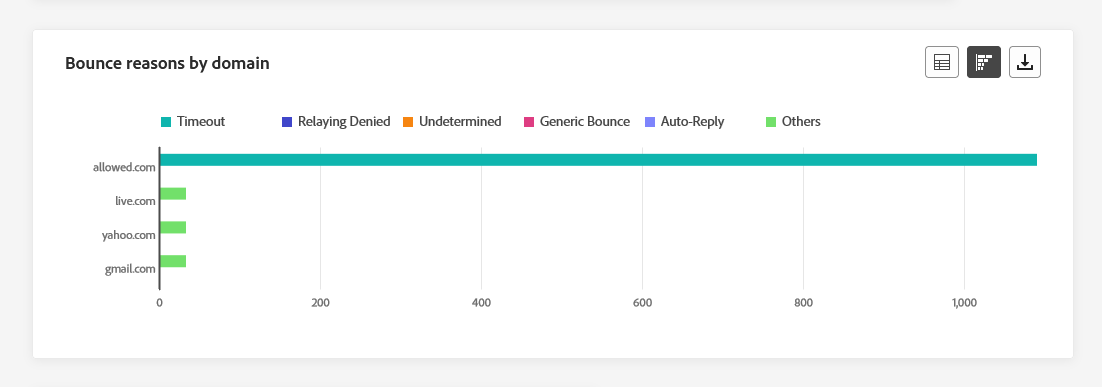 Bounce reasons by domain
Timeout Relaying Denied Undetermined Generic Bounce Auto-Reply Others
allowed.com
live.com
yahoo.com
gmail.com
0 200 400 600 800 1,000